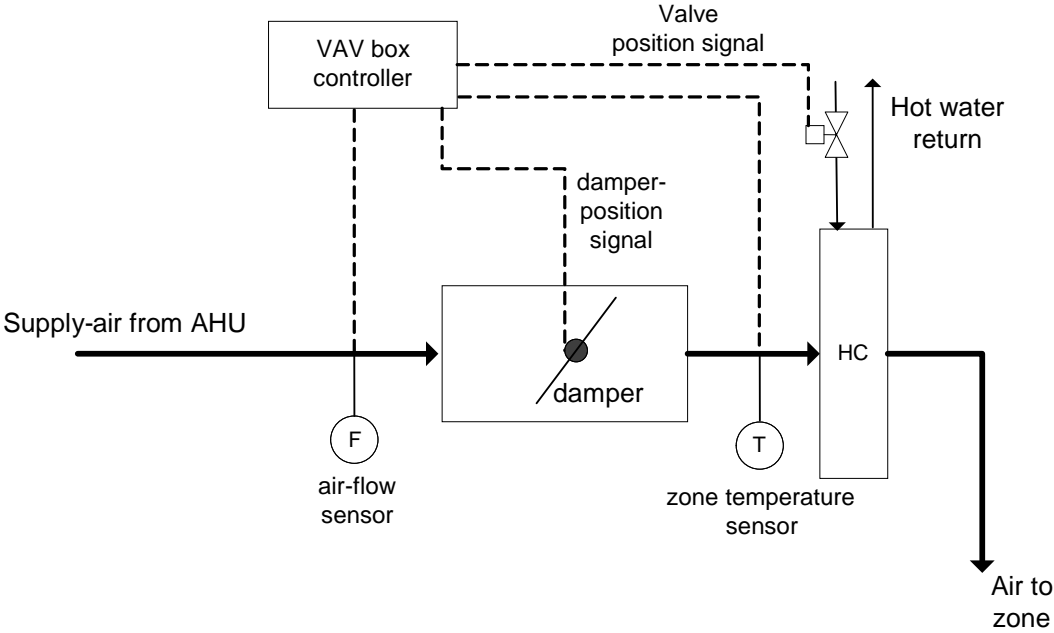 Valve
position signal
VAV box
controller
Hot water
return
damper-
position
signal
Supply-air from AHU
HC
damper
F
T
air-flow
sensor
zone temperature
sensor
Air to
zone